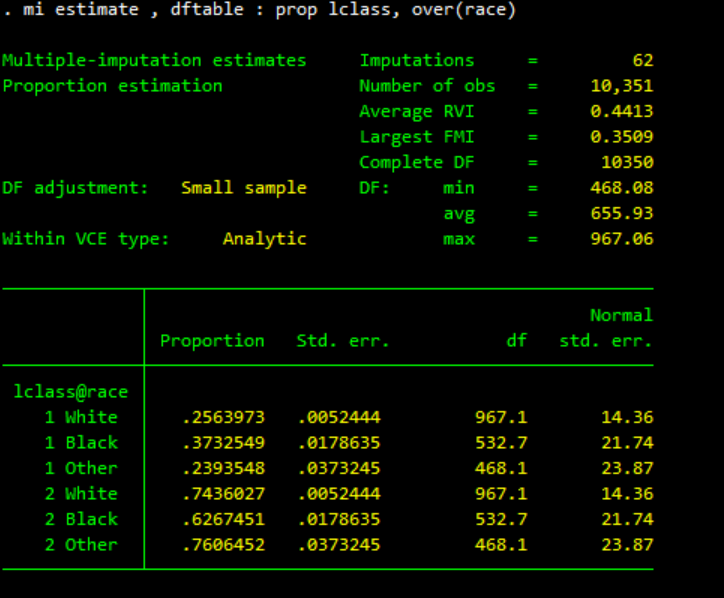 . mi estimate , dftable : prop lclass, over(race)
Multiple-imputation estimates Imputations = 62
Proportion estimation Number of obs = 10,351
Average RVI = 0.4413
Largest FMI = 0.3509
Complete DF = 10350
DF adjustment: Small sample DF: min = 468.08
avg = 655.93
Within VCE type: Analytic max = 967.06
Normal
Proportion Std. err. df std. err.
lclass@race
1 White .2563973 .0052444 967.1 14.36
1 Black .3732549 .0178635 532.7 21.74
1 Other .2393548 .0373245 468.1 23.87
2 White .7436027 .0052444 967.1 14.36
2 Black .6267451 .0178635 532.7 21.74
2 Other .7606452 .0373245 468.1 23.87